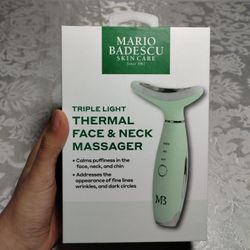 MARIO
BADESCU
SKIN CARE
Since 1967
TRIPLE LIGHT
THERMAL
FACE & NECK
MASSAGER
• Calms puffiness in the
face, neck, and chin
• Addresses the
appearance of fine lines
wrinkles, and dark circles
MB